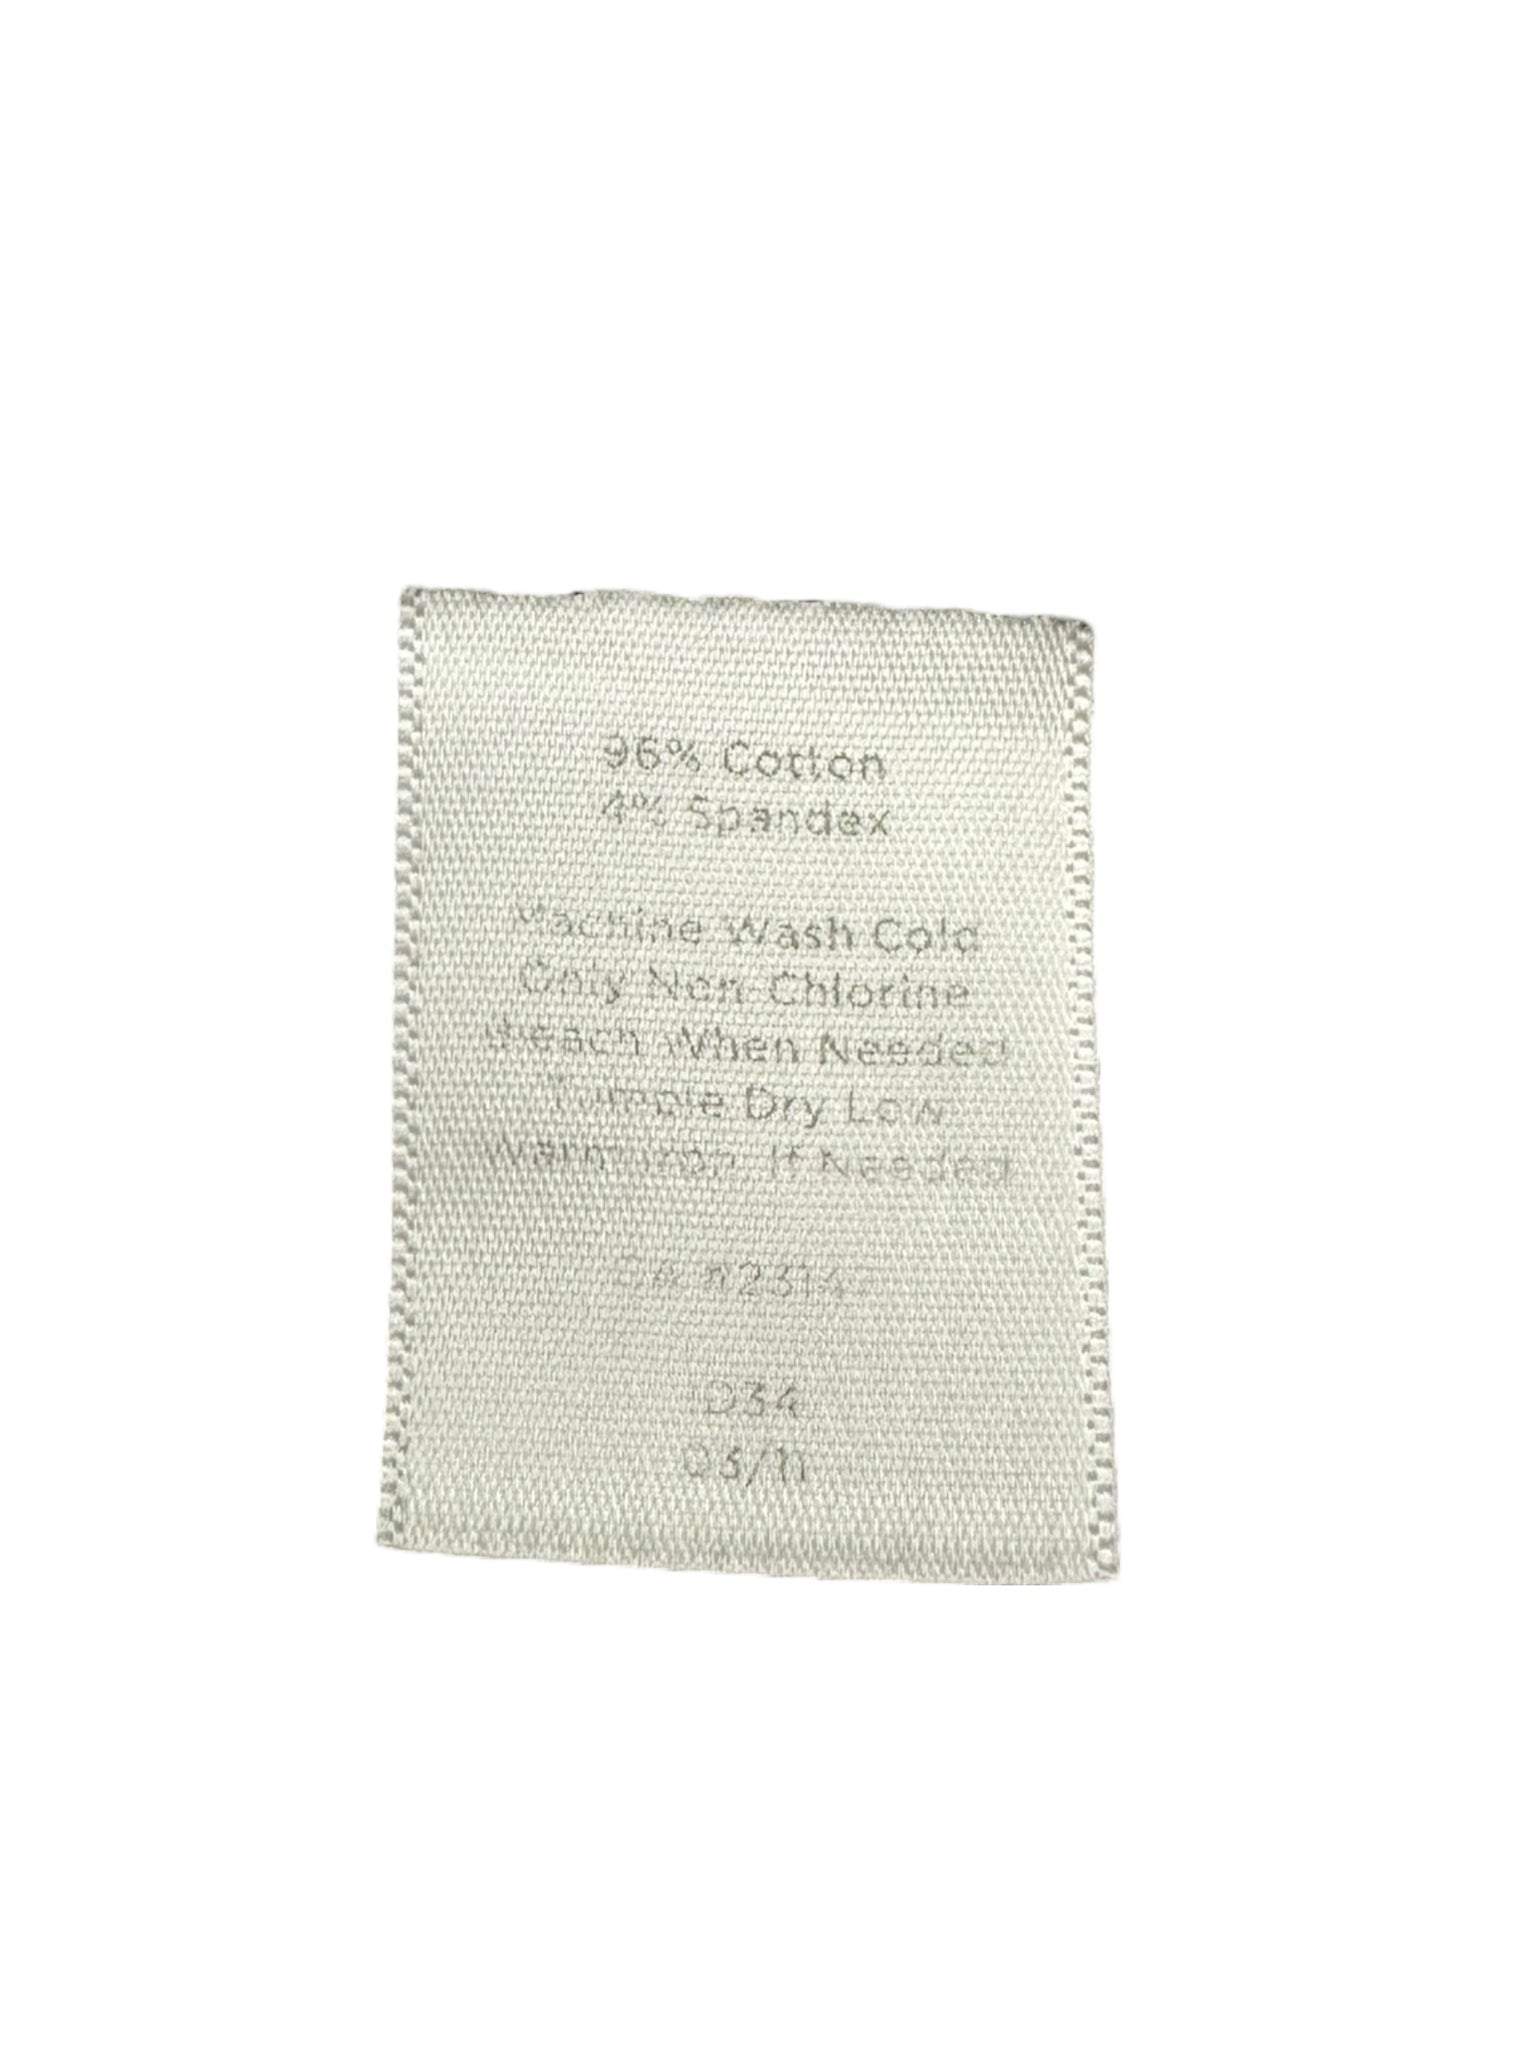 96% Cotton
4% Spandex
Machine Wash Cold
Only Non-Chlorine
Bleach When Needed
Tumble Dry Low
Warm Iron If Needed
D34
03/11